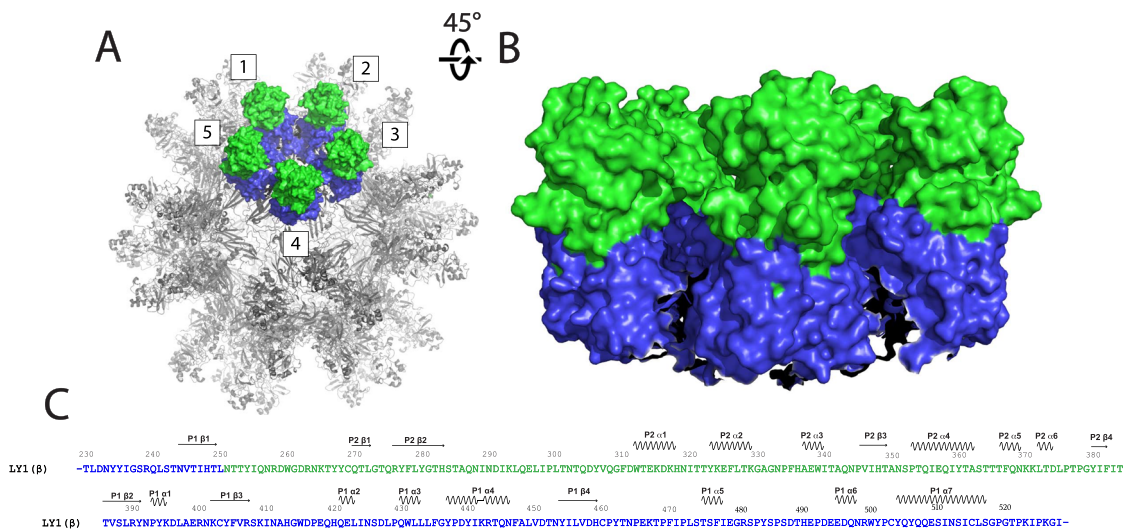 45°
A
B
1
2
5
3
4
C
P1 β1 P2 β1 P2 β2 P2 α1 P2 α2 P2 α3 P2 β3 P2 α4 P2 α5 P2 α6 P2 β4
230 240 250 260 270 280 290 300 310 320 330 340 350 360 370 380
LY1(β) -TLDNYYIGSRQLSTNVTIHTLNTTYIQNRDWGDRNKTYYCQTLGTQRYFLYGTHSTAQNINDIKLQELIPLTNTQDYVQGFDWTEKDKHNITTYKEFLTKGAGNPFHAEWITAQNPVIHTANSPTQIEQIYTASTTTFQNKKLTDLPTPGYIFIT
P1 β2 P1 α1 P1 β3 P1 α2 P1 β3 P1 α4 P1 β4 P1 α5 P1 α6 P1 α7
390 400 410 420 430 440 450 460 470 480 490 500 510 520
LY1(β) TVSLRYNPYKDLAERNKCYFVRSKINAHGWDPEQHQELINSDLPQWLLLFGYPDYIKRTQNFALVDTNYILVDHCPYTNPEKTPFIPLSTSFIEGRSPYSPSDTHEPDEEDQNRWYPCYQYQQESINSICLSGPGTPKIPKGI-